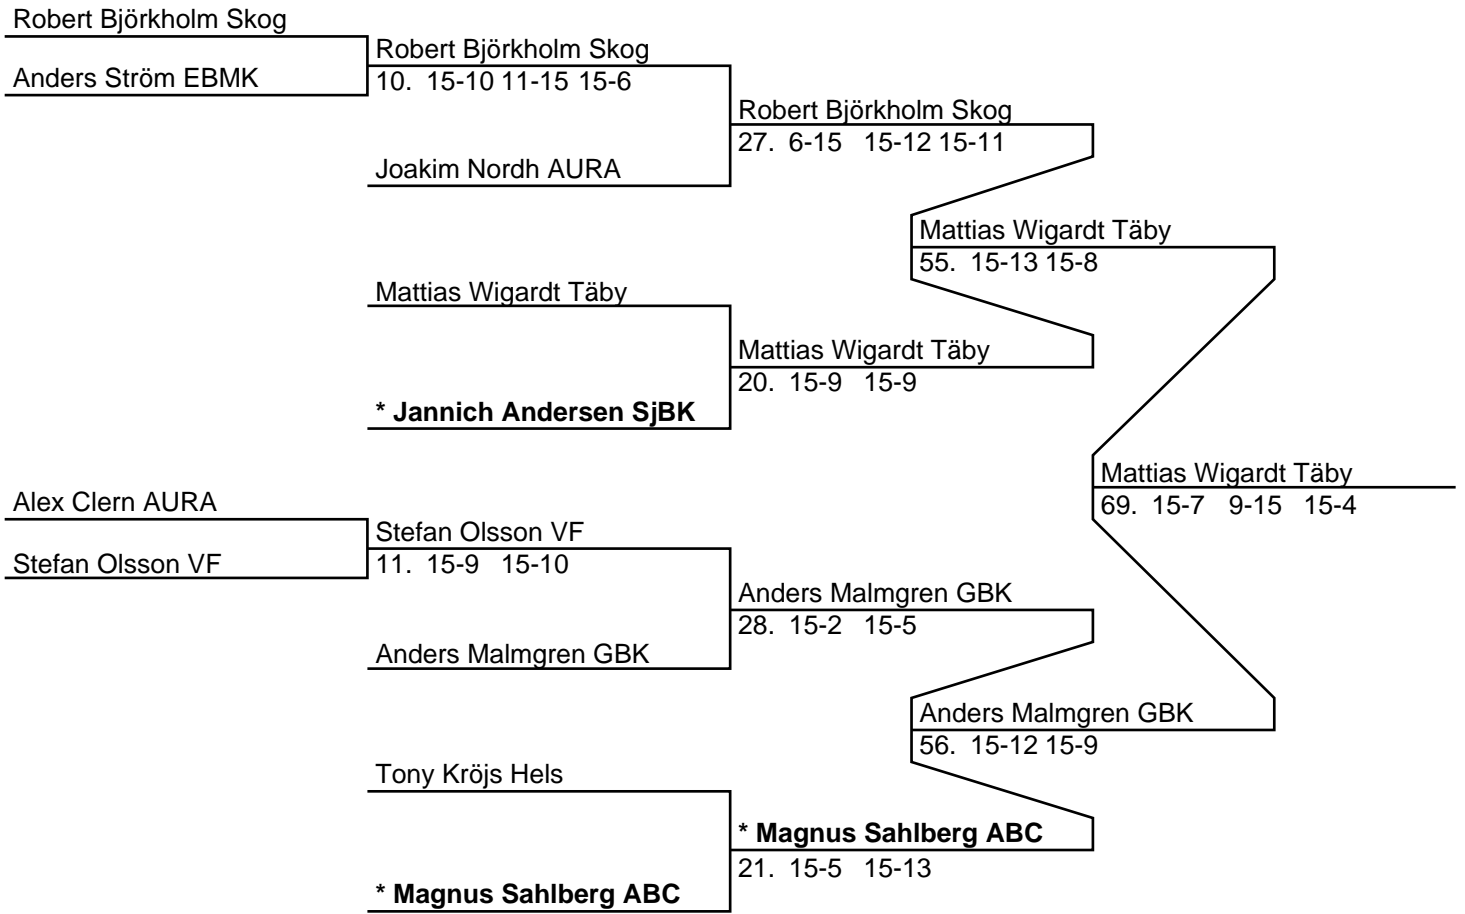 Robert Björkholm Skog
Anders Ström EBMK
Robert Björkholm Skog
10. 15-10 11-15 15-6
Joakim Nordh AURA
Robert Björkholm Skog
27. 6-15 15-12 15-11
Mattias Wigardt Täby
55. 15-13 15-8
Mattias Wigardt Täby
* Jannich Andersen SjBK
Mattias Wigardt Täby
20. 15-9 15-9
Mattias Wigardt Täby
69. 15-7 9-15 15-4
Alex Clern AURA
Stefan Olsson VF
Stefan Olsson VF
11. 15-9 15-10
Anders Malmgren GBK
Anders Malmgren GBK
28. 15-2 15-5
Anders Malmgren GBK
56. 15-12 15-9
Tony Kröjs Hels
* Magnus Sahlberg ABC
* Magnus Sahlberg ABC
21. 15-5 15-13